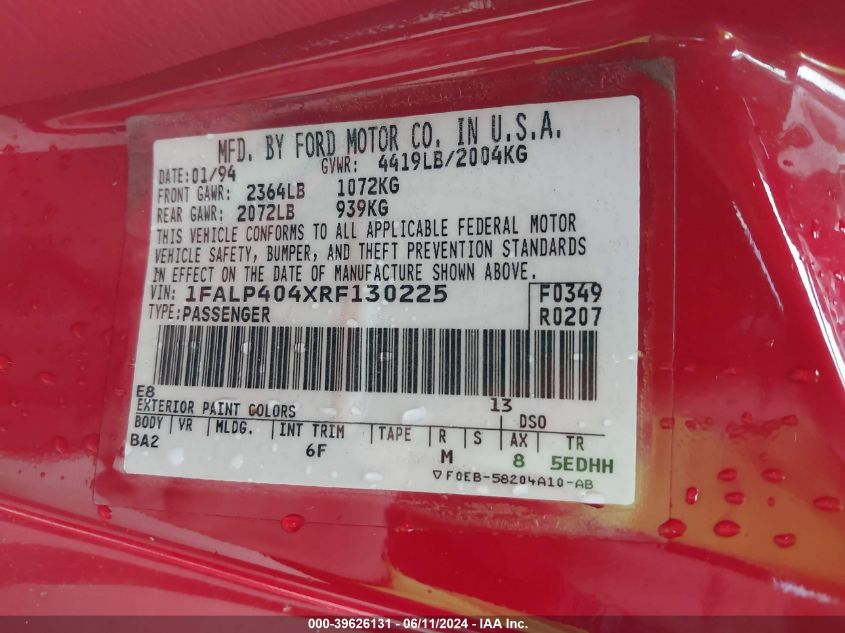 MFD. BY FORD MOTOR CO. IN U.S.A.
DATE: 01/94 GVWR: 4419LB/2004KG
FRONT GAWR: 2364LB 1072KG
REAR GAWR: 2072LB 939KG
THIS VEHICLE CONFORMS TO ALL APPLICABLE FEDERAL MOTOR
VEHICLE SAFETY, BUMPER, AND THEFT PREVENTION STANDARDS
IN EFFECT ON THE DATE OF MANUFACTURE SHOWN ABOVE.
VIN: 1FALP404XRF130225 F0349
TYPE: PASSENGER R0207
E8 13
EXTERIOR PAINT COLORS DSO
BODY VR MLDG. INT TRIM TAPE R S AX TR
BA2 6F M 8 5EDHH
▽F0EB-58204A10-AB
000-39626131 - 06/11/2024 - IAA Inc.